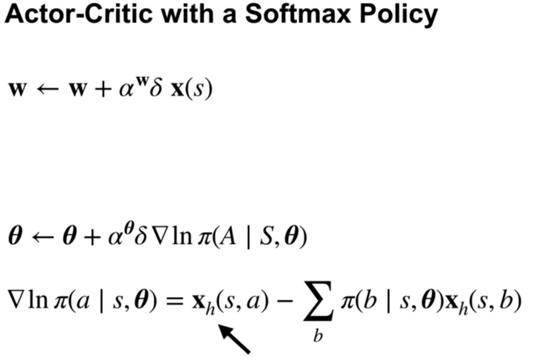 Actor-Critic with a Softmax Policy
w ← w + α^w δ x(s)
θ ← θ + α^θ δ∇ln π(A | S, θ)
∇ln π(a | s, θ) = x_h(s, a) − ∑_b π(b | s, θ)x_h(s, b)